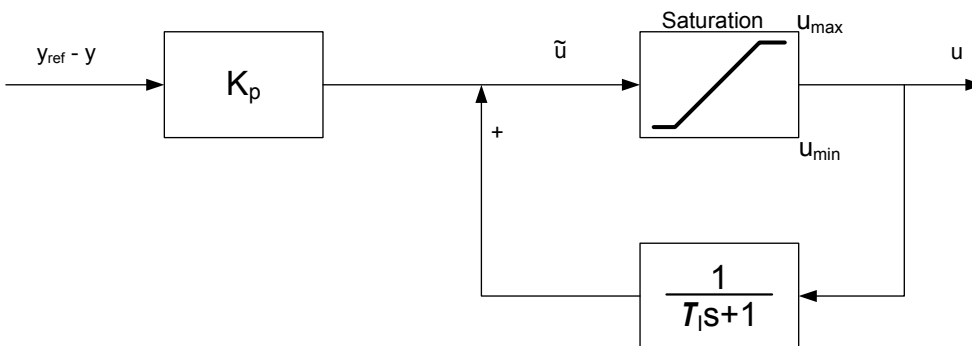 Saturation
u_max
y_ref - y
ũ
u
K_p
+
u_min
1
T_I s+1